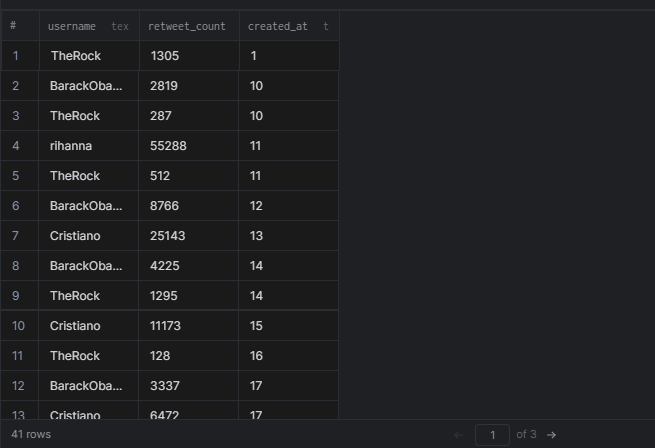 # username tex retweet_count created_at t
1 TheRock 1305 1
2 BarackOba... 2819 10
3 TheRock 287 10
4 rihanna 55288 11
5 TheRock 512 11
6 BarackOba... 8766 12
7 Cristiano 25143 13
8 BarackOba... 4225 14
9 TheRock 1295 14
10 Cristiano 11173 15
11 TheRock 128 16
12 BarackOba... 3337 17
13 Cristiano 6472 17
41 rows ← 1 of 3 →